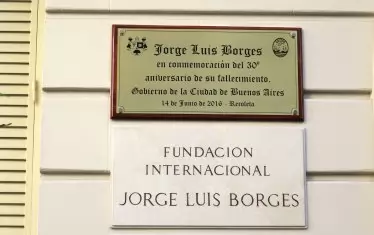 Jorge Luis Borges
en conmemoración del 30°
aniversario de su fallecimiento.
Gobierno de la Ciudad de Buenos Aires
14 de Junio de 2016 - Recoleta
FUNDACION
INTERNACIONAL
JORGE LUIS BORGES